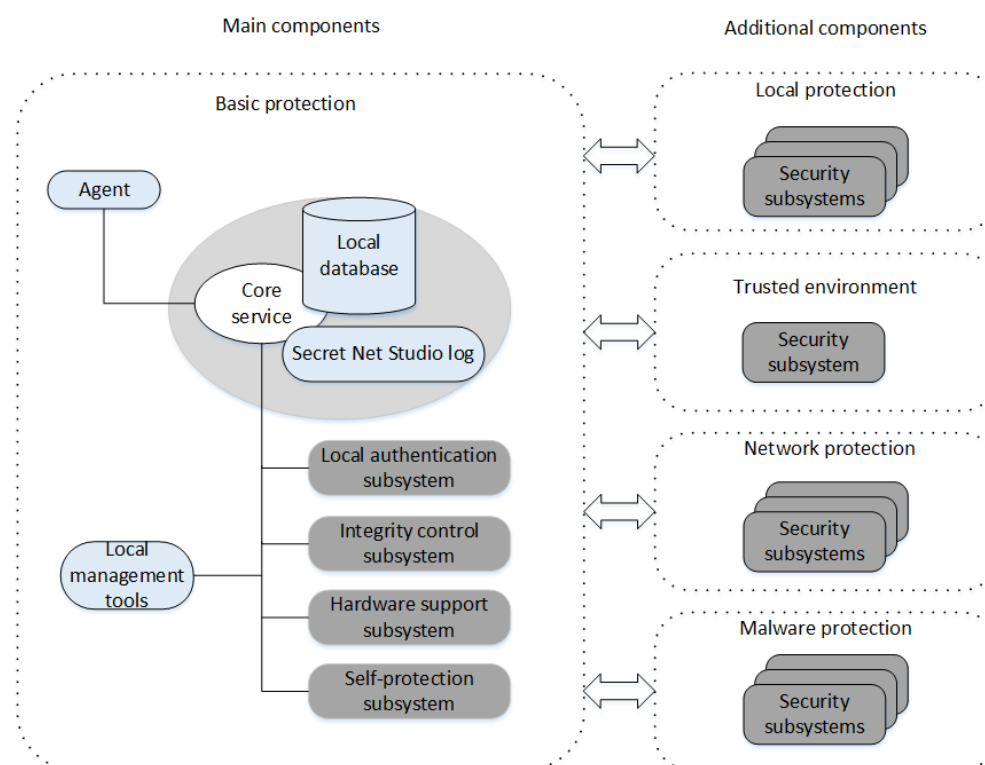 Main components
Additional components
Basic protection
Agent
Local
database
Core
service
Secret Net Studio log
Local authentication
subsystem
Integrity control
subsystem
Local
management
tools
Hardware support
subsystem
Self-protection
subsystem
Local protection
Security
subsystems
Trusted environment
Security
subsystem
Network protection
Security
subsystems
Malware protection
Security
subsystems